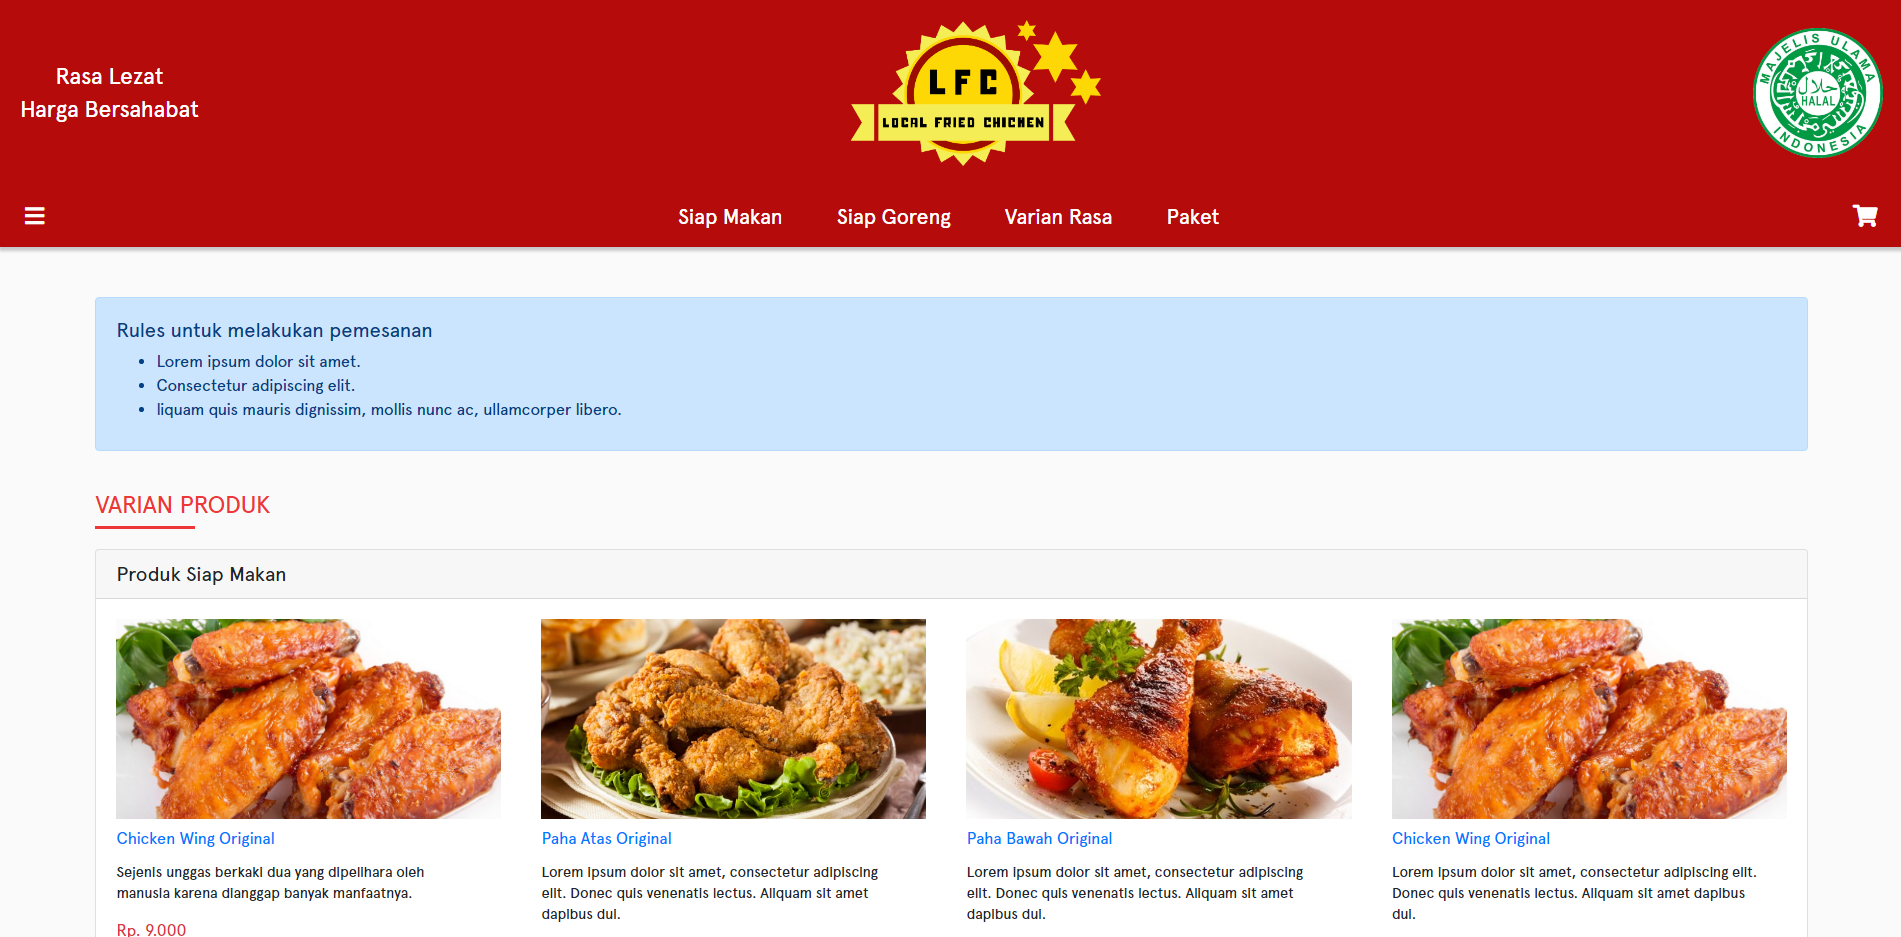 Rasa Lezat
Harga Bersahabat
LFC
LOCAL FRIED CHICKEN
MAJELIS ULAMA
حلال
HALAL
INDONESIA
Siap Makan
Siap Goreng
Varian Rasa
Paket
Rules untuk melakukan pemesanan
Lorem ipsum dolor sit amet.
Consectetur adipiscing elit.
liquam quis mauris dignissim, mollis nunc ac, ullamcorper libero.
VARIAN PRODUK
Produk Siap Makan
Chicken Wing Original
Sejenis unggas berkaki dua yang dipelihara oleh
manusia karena dianggap banyak manfaatnya.
Rp. 9.000
Paha Atas Original
Lorem ipsum dolor sit amet, consectetur adipiscing
elit. Donec quis venenatis lectus. Aliquam sit amet
dapibus dui.
Paha Bawah Original
Lorem ipsum dolor sit amet, consectetur adipiscing
elit. Donec quis venenatis lectus. Aliquam sit amet
dapibus dui.
Chicken Wing Original
Lorem ipsum dolor sit amet, consectetur adipiscing elit.
Donec quis venenatis lectus. Aliquam sit amet dapibus
dui.